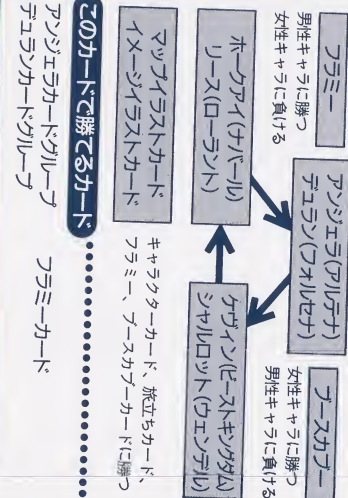 フラミー
男性キャラに勝つ
女性キャラに負ける
アンジェラ(アルテナ)
デュラン(フォルセナ)
ブースカブー
女性キャラに勝つ
男性キャラに負ける
ホークアイ(ナバール)
リース(ローラント)
ケヴィン(ビーストキングダム)
シャルロット(ウェンデル)
マップイラストカード
イメージイラストカード
キャラクターカード、旅立ちカード、
フラミー、ブースカブーカードに勝つ
このカードで勝てるカード
アンジェラカードグループ
デュランカードグループ
フラミーカード